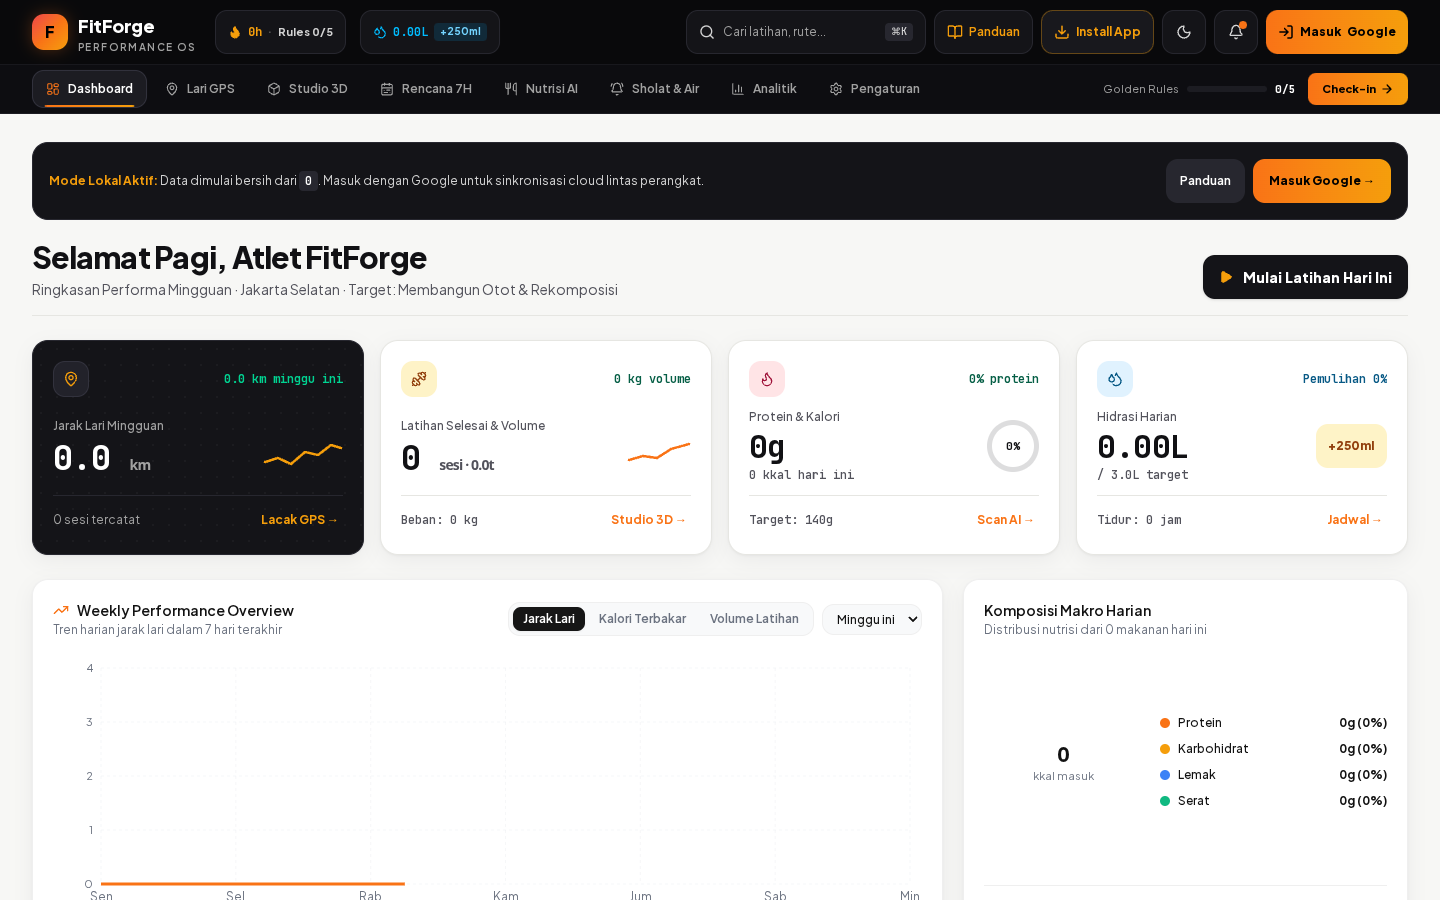 F
FitForge
PERFORMANCE OS
0h · Rules 0/5
0.00L +250ml
Cari latihan, rute...
⌘K
Panduan
Install App
Masuk Google
Dashboard
Lari GPS
Studio 3D
Rencana 7H
Nutrisi AI
Sholat & Air
Analitik
Pengaturan
Golden Rules
0/5
Check-in →
Mode Lokal Aktif: Data dimulai bersih dari 0. Masuk dengan Google untuk sinkronisasi cloud lintas perangkat.
Panduan
Masuk Google →
Selamat Pagi, Atlet FitForge
Ringkasan Performa Mingguan · Jakarta Selatan · Target: Membangun Otot & Rekomposisi
Mulai Latihan Hari Ini
0.0 km minggu ini
Jarak Lari Mingguan
0.0 km
0 sesi tercatat
Lacak GPS →
0 kg volume
Latihan Selesai & Volume
0 sesi · 0.0t
Beban: 0 kg
Studio 3D →
0% protein
Protein & Kalori
0g
0 kkal hari ini
0%
Target: 140g
Scan AI →
Pemulihan 0%
Hidrasi Harian
0.00L
/ 3.0L target
+250ml
Tidur: 0 jam
Jadwal →
Weekly Performance Overview
Tren harian jarak lari dalam 7 hari terakhir
Jarak Lari
Kalori Terbakar
Volume Latihan
Minggu ini
4
3
2
1
0
Sen
Sel
Rab
Kam
Jum
Sab
Min
Komposisi Makro Harian
Distribusi nutrisi dari 0 makanan hari ini
0
kkal masuk
Protein 0g (0%)
Karbohidrat 0g (0%)
Lemak 0g (0%)
Serat 0g (0%)